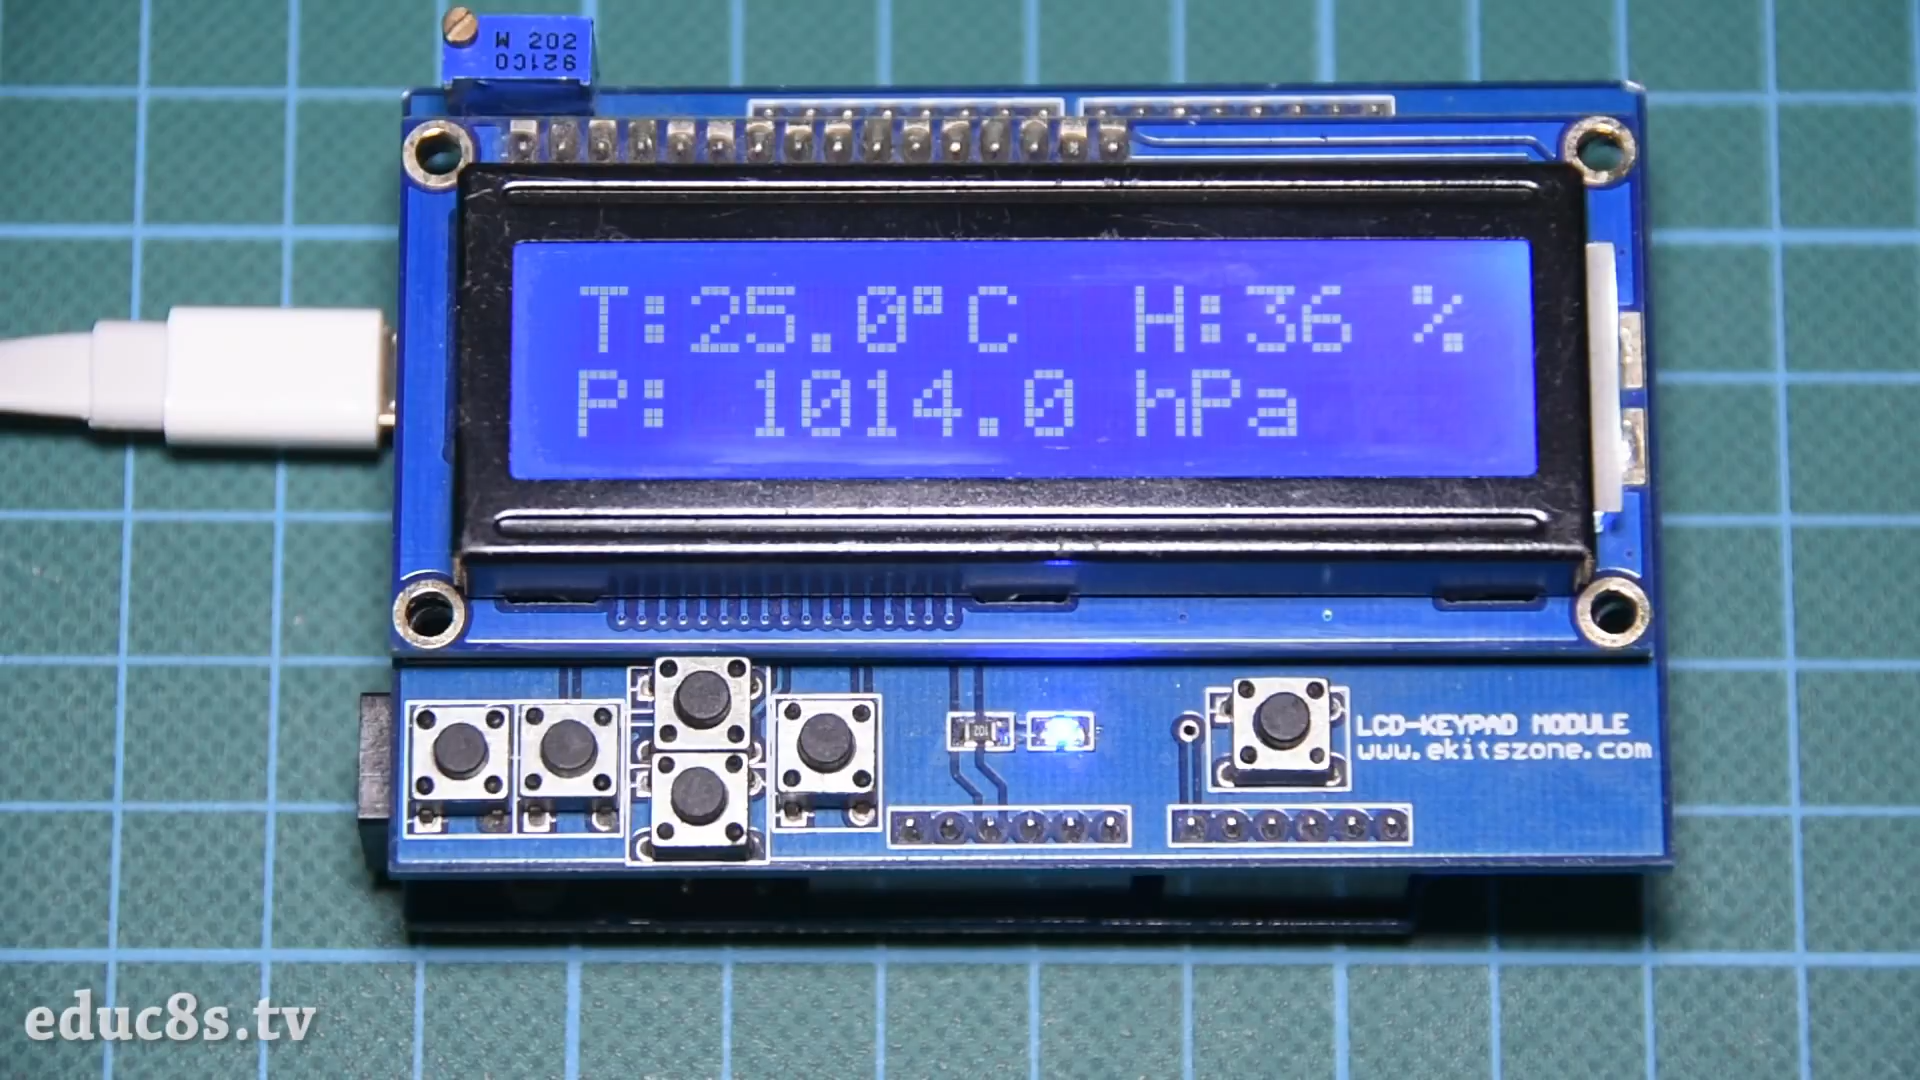 W 202
921C0
T:25.0°C H:36 %
P: 1014.0 hPa
102
LCD-KEYPAD MODULE
www.ekitszone.com
educ8s.tv